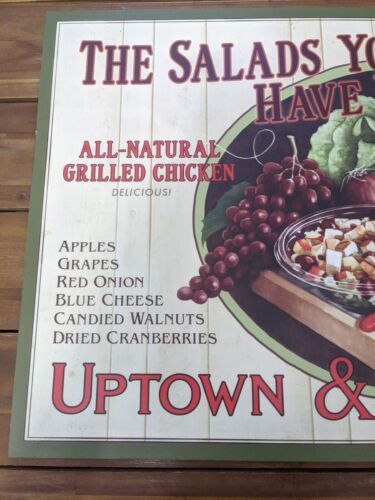 THE SALADS YO
HAVE
ALL-NATURAL
GRILLED CHICKEN
DELICIOUS!
APPLES
GRAPES
RED ONION
BLUE CHEESE
CANDIED WALNUTS
DRIED CRANBERRIES
UPTOWN &